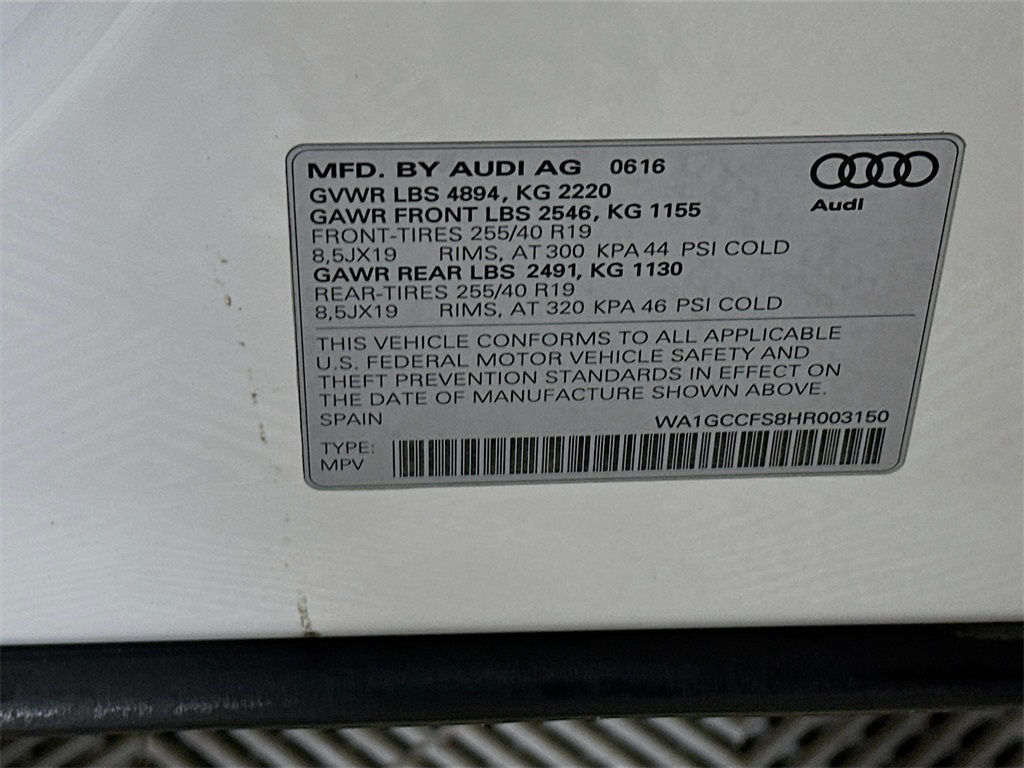 MFD. BY AUDI AG 0616
GVWR LBS 4894, KG 2220
GAWR FRONT LBS 2546, KG 1155
FRONT-TIRES 255/40 R19
8,5JX19 RIMS, AT 300 KPA 44 PSI COLD
GAWR REAR LBS 2491, KG 1130
REAR-TIRES 255/40 R19
8,5JX19 RIMS, AT 320 KPA 46 PSI COLD
Audi
THIS VEHICLE CONFORMS TO ALL APPLICABLE
U.S. FEDERAL MOTOR VEHICLE SAFETY AND
THEFT PREVENTION STANDARDS IN EFFECT ON
THE DATE OF MANUFACTURE SHOWN ABOVE.
SPAIN WA1GCCFS8HR003150
TYPE:
MPV